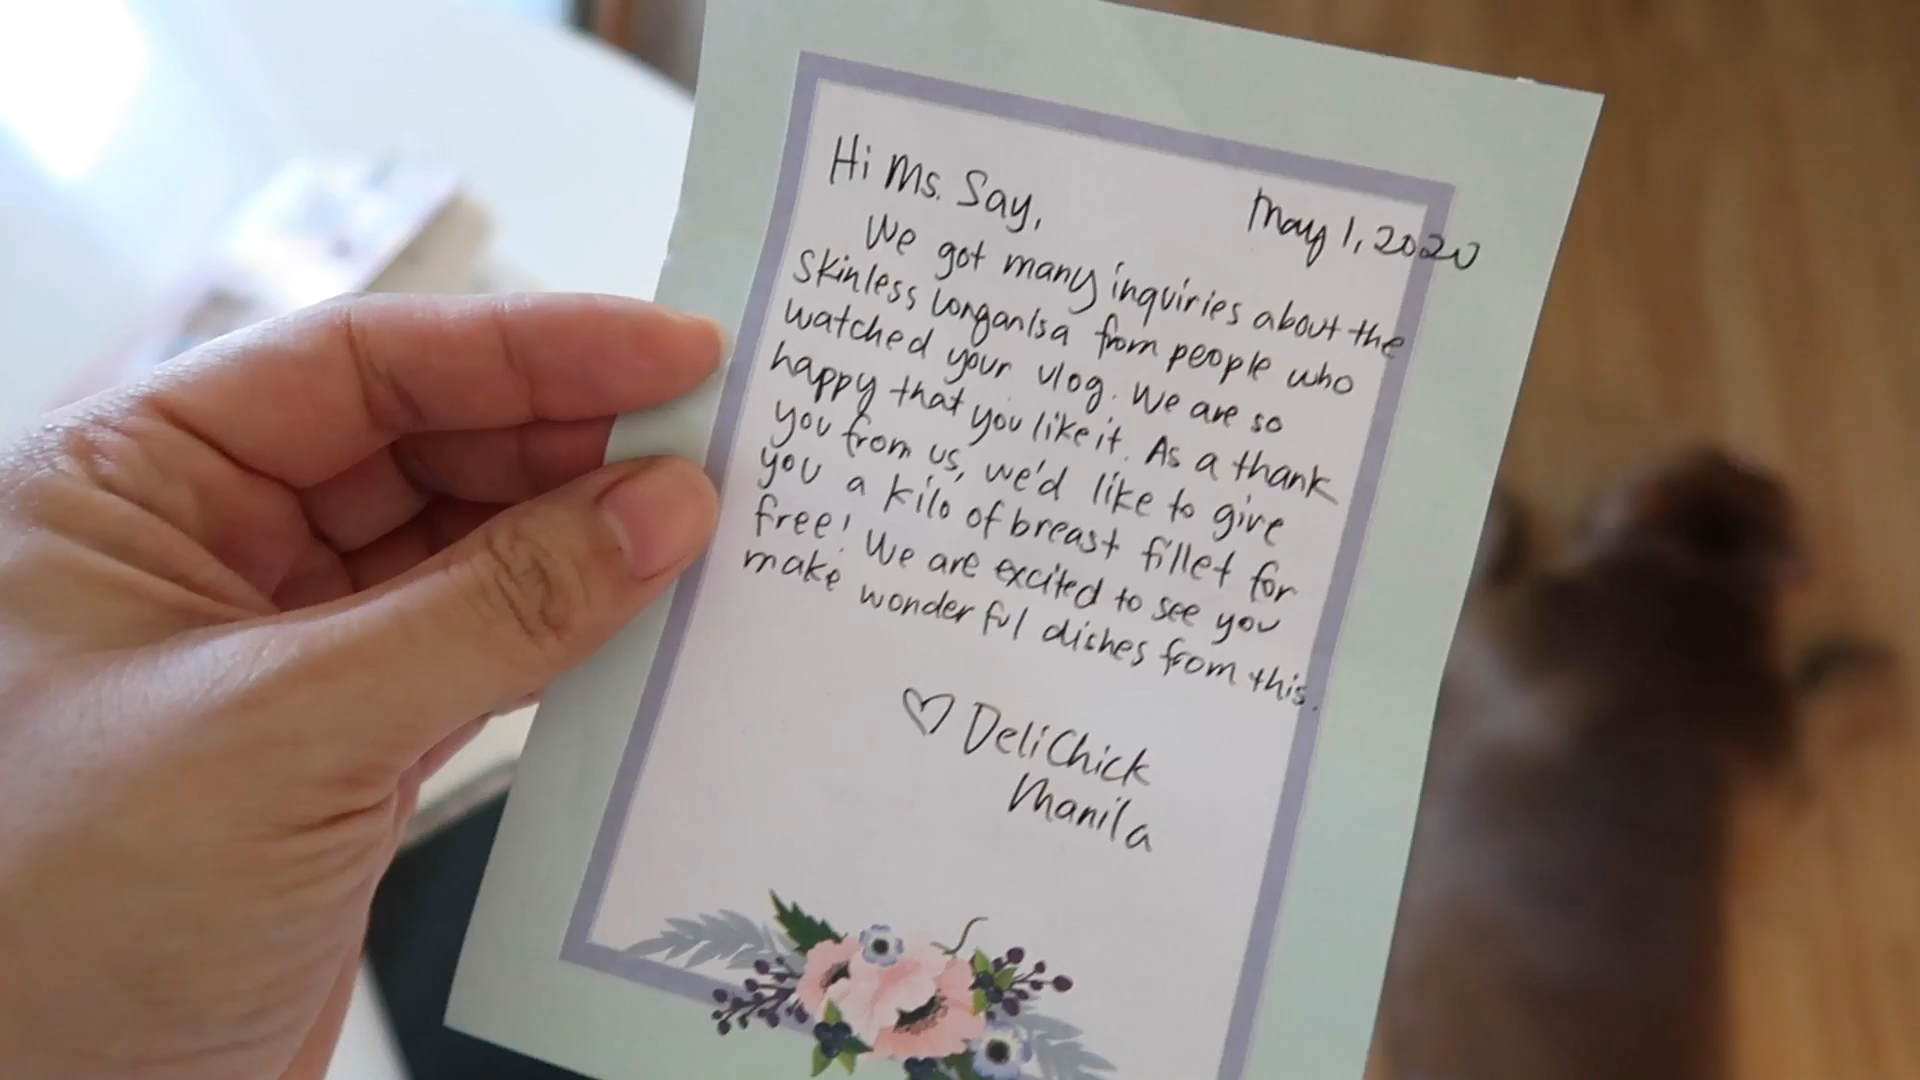 May 1, 2020
Hi Ms. Say,
We got many inquiries about the
skinless longanisa from people who
watched your vlog. We are so
happy that you like it. As a thank
you from us, we'd like to give
you a kilo of breast fillet for
free! We are excited to see you
make wonderful dishes from this.
♡ DeliChick
Manila